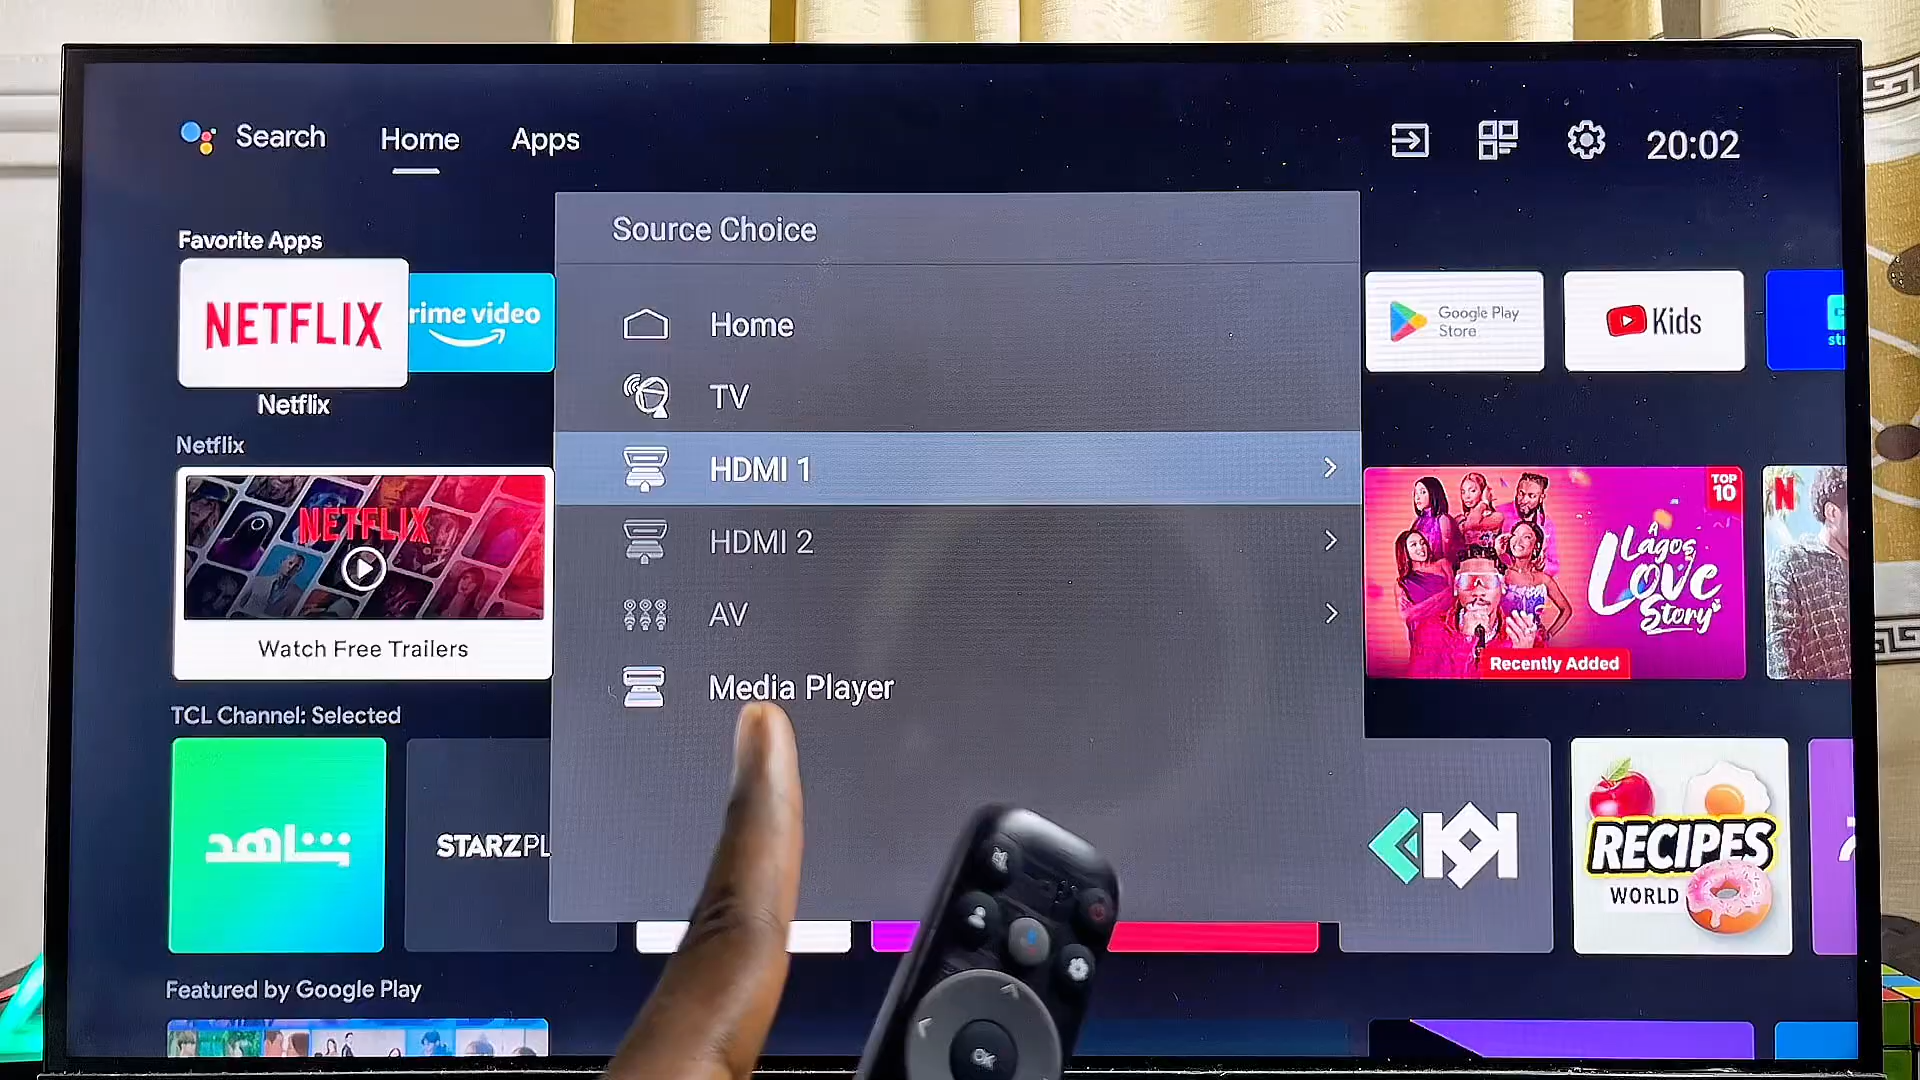 Search
Home
Apps
20:02
Source Choice
Favorite Apps
NETFLIX
rime video
Netflix
Home
TV
HDMI 1
HDMI 2
AV
Media Player
Google Play
Store
Kids
Netflix
NETFLIX
Watch Free Trailers
TOP
10
A
Lagos
Love
Story
Recently Added
N
TCL Channel: Selected
شاهد
STARZPL
RECIPES
WORLD
Featured by Google Play
OK